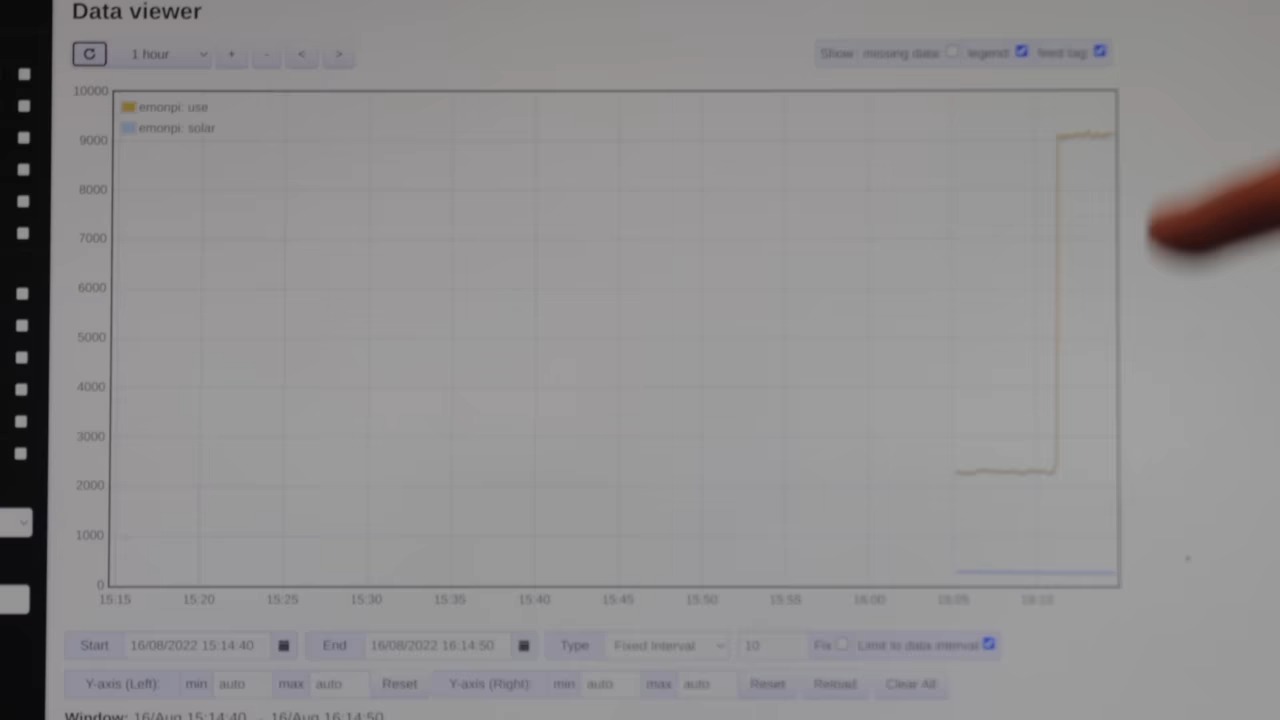 Data viewer
1 hour + - < >
Show: missing data: legend: feed tag:
10000
emonpi: use
emonpi: solar
9000
8000
7000
6000
5000
4000
3000
2000
1000
0
15:15 15:20 15:25 15:30 15:35 15:40 15:45 15:50 15:55 16:00 16:05 16:10
Start 16/08/2022 15:14:40 End 16/08/2022 16:14:50 Type Fixed Interval 10 Fix Limit to data interval
Y-axis (Left): min auto max auto Reset Y-axis (Right): min auto max auto Reset Reload Clear All
Window: 16/Aug 15:14:40 → 16/Aug 16:14:50